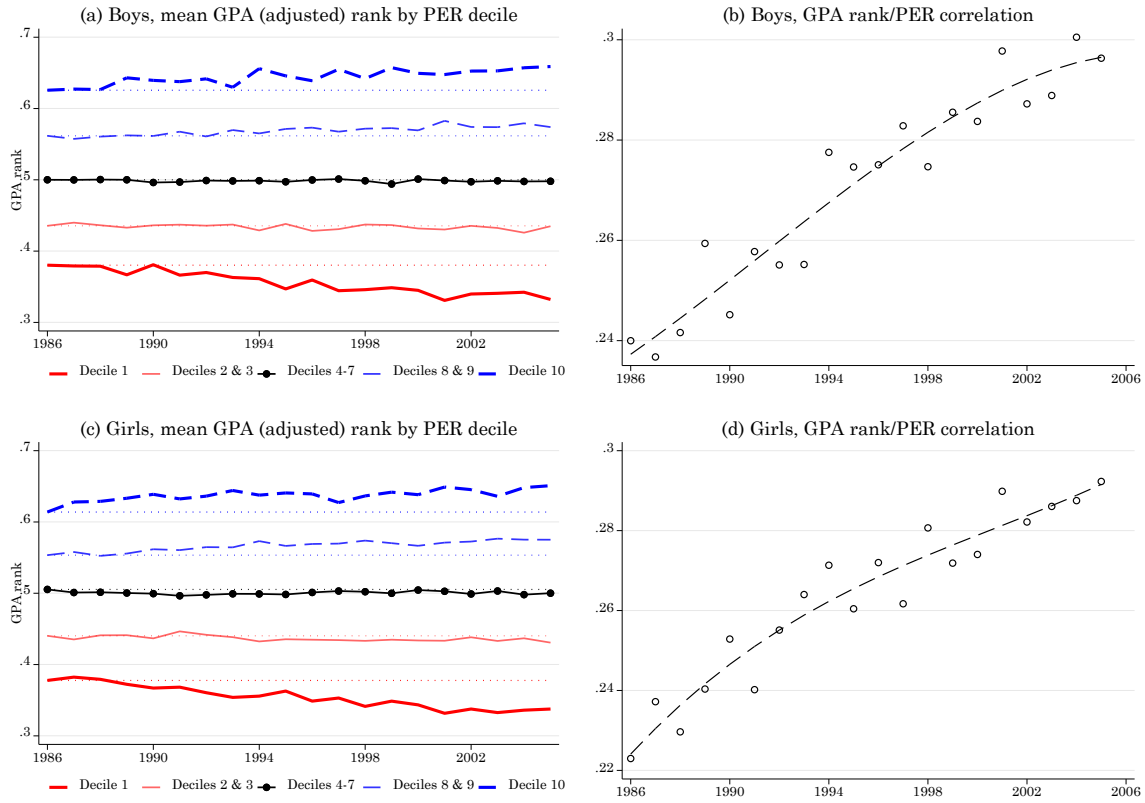 (a) Boys, mean GPA (adjusted) rank by PER decile
GPA rank
.7
.6
.5
.4
.3
1986 1990 1994 1998 2002
Decile 1 Deciles 2 & 3 Deciles 4-7 Deciles 8 & 9 Decile 10
(b) Boys, GPA rank/PER correlation
.3
.28
.26
.24
1986 1990 1994 1998 2002 2006
(c) Girls, mean GPA (adjusted) rank by PER decile
GPA rank
.7
.6
.5
.4
.3
1986 1990 1994 1998 2002
Decile 1 Deciles 2 & 3 Deciles 4-7 Deciles 8 & 9 Decile 10
(d) Girls, GPA rank/PER correlation
.3
.28
.26
.24
.22
1986 1990 1994 1998 2002 2006